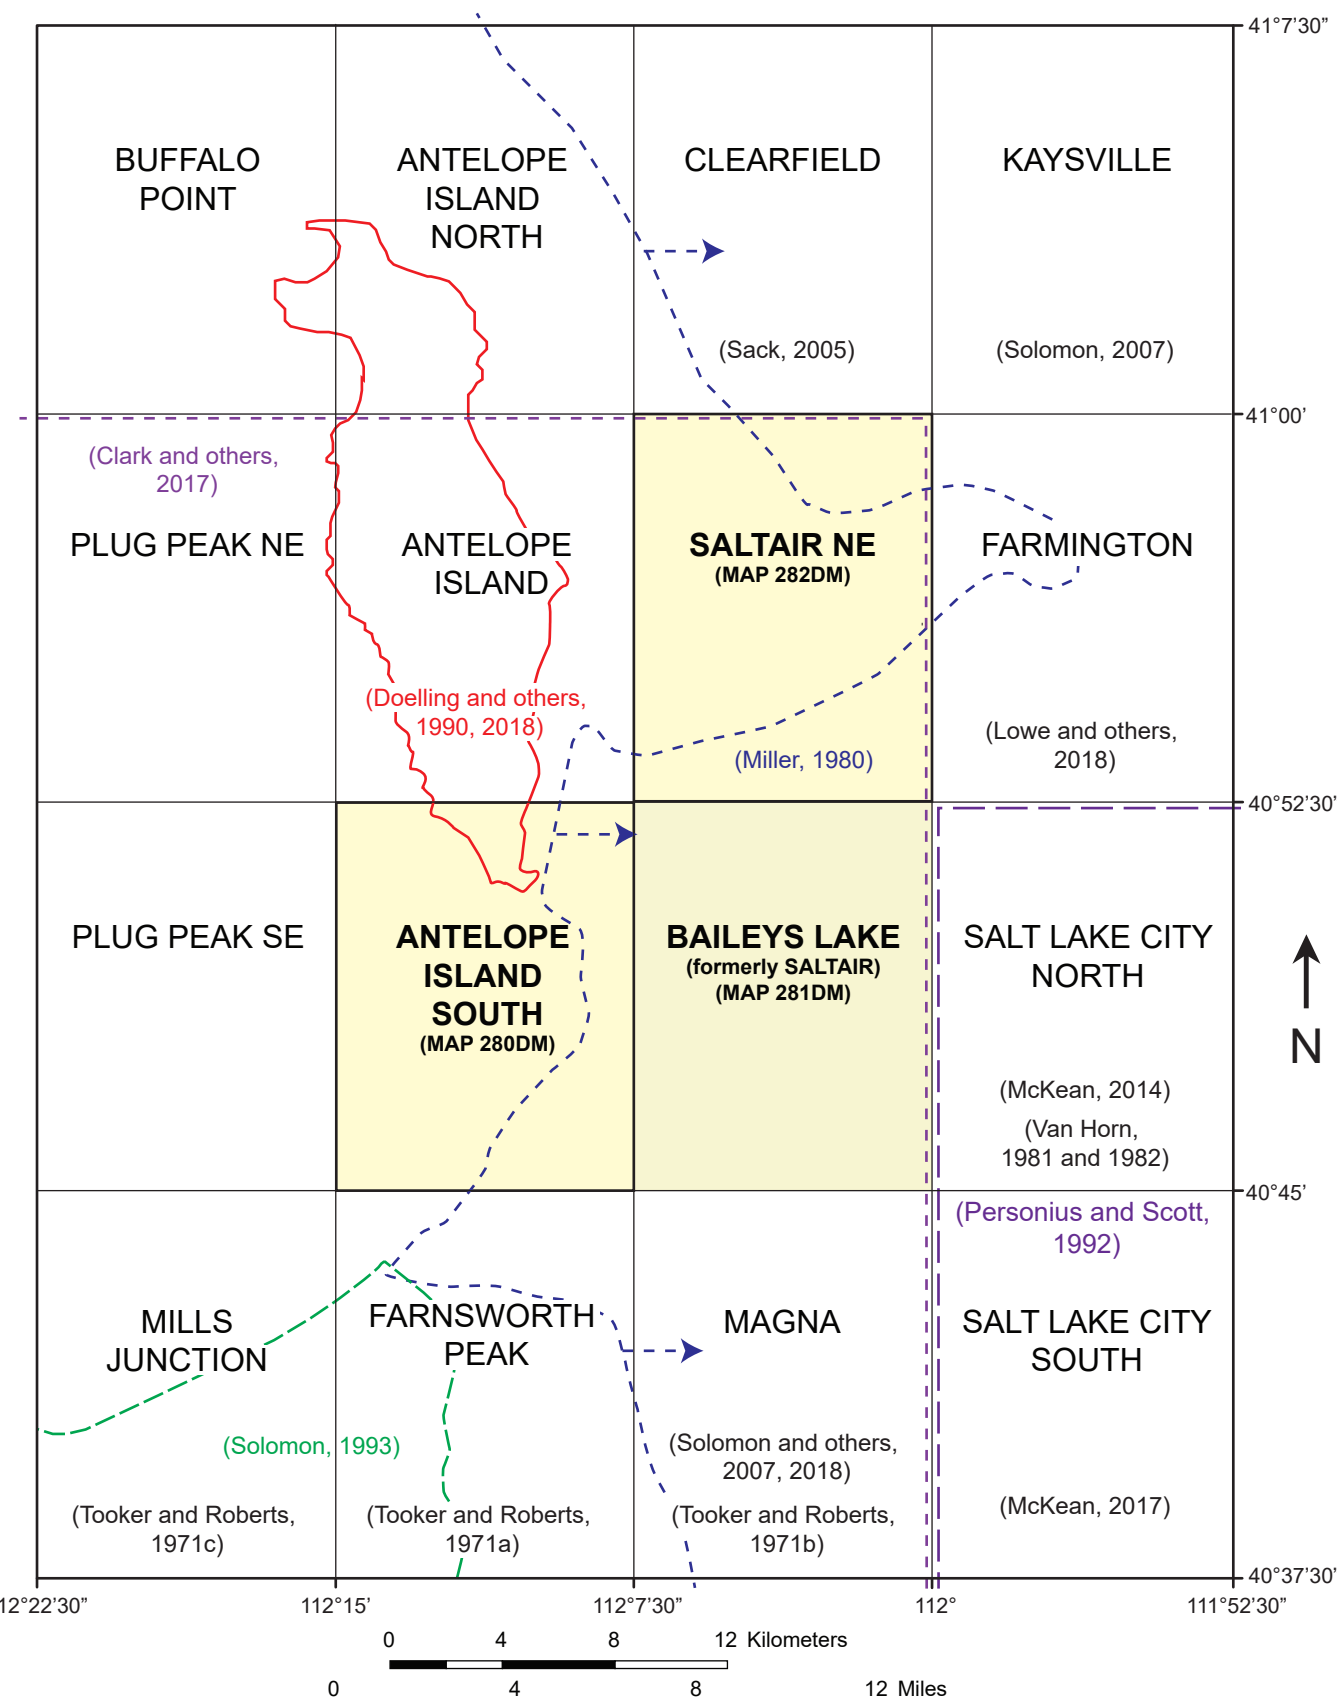 41°7'30”
BUFFALO
POINT
ANTELOPE
ISLAND
NORTH
CLEARFIELD
KAYSVILLE
(Sack, 2005)
(Solomon, 2007)
41°00’
(Clark and others,
2017)
PLUG PEAK NE
ANTELOPE
ISLAND
SALTAIR NE
(MAP 282DM)
FARMINGTON
(Doelling and others,
1990, 2018)
(Miller, 1980)
(Lowe and others,
2018)
40°52’30”
PLUG PEAK SE
ANTELOPE
ISLAND
SOUTH
(MAP 280DM)
BAILEYS LAKE
(formerly SALTAIR)
(MAP 281DM)
SALT LAKE CITY
NORTH
N
(McKean, 2014)
(Van Horn,
1981 and 1982)
40°45’
(Personius and Scott,
1992)
MILLS
JUNCTION
FARNSWORTH
PEAK
MAGNA
SALT LAKE CITY
SOUTH
(Solomon, 1993)
(Solomon and others,
2007, 2018)
(Tooker and Roberts,
1971c)
(Tooker and Roberts,
1971a)
(Tooker and Roberts,
1971b)
(McKean, 2017)
40°37’30’
12°22’30”
112°15’
112°7’30”
112°
111°52’30”
0 4 8 12 Kilometers
0 4 8 12 Miles